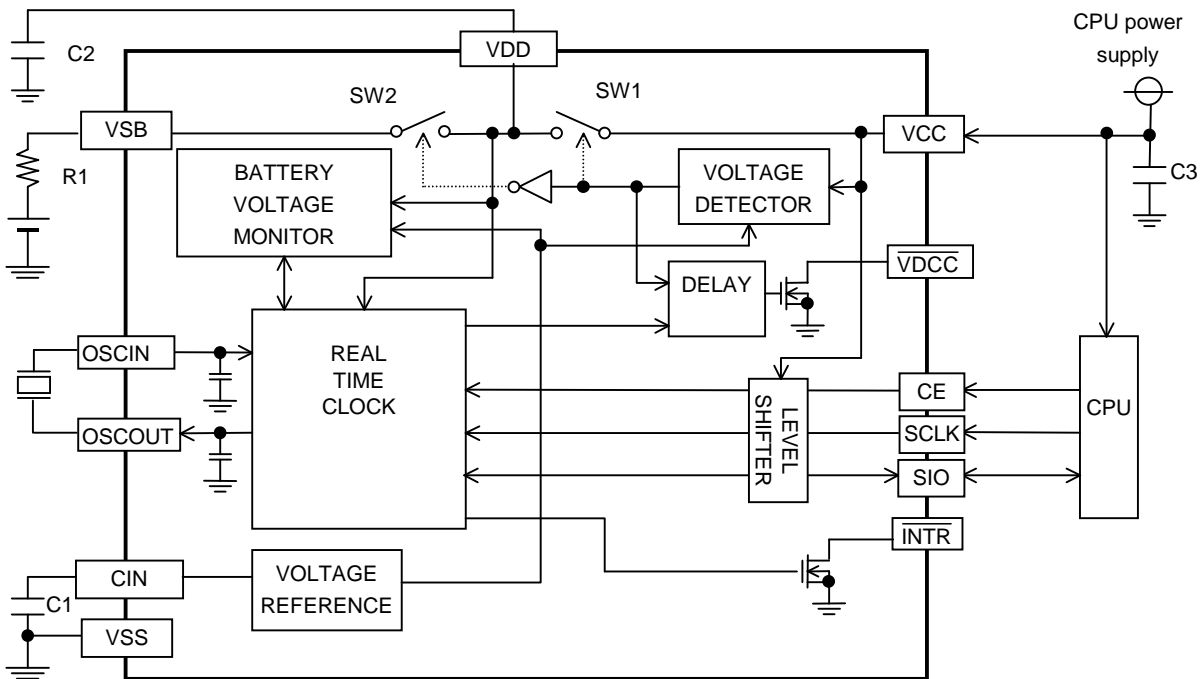 CPU power
supply
C2
VDD
SW2
SW1
VSB
VCC
R1
C3
BATTERY
VOLTAGE
MONITOR
VOLTAGE
DETECTOR
VDCC
DELAY
OSCIN
REAL
TIME
CLOCK
LEVEL
SHIFTER
CE
CPU
OSCOUT
SCLK
SIO
INTR
CIN
VOLTAGE
REFERENCE
C1
VSS